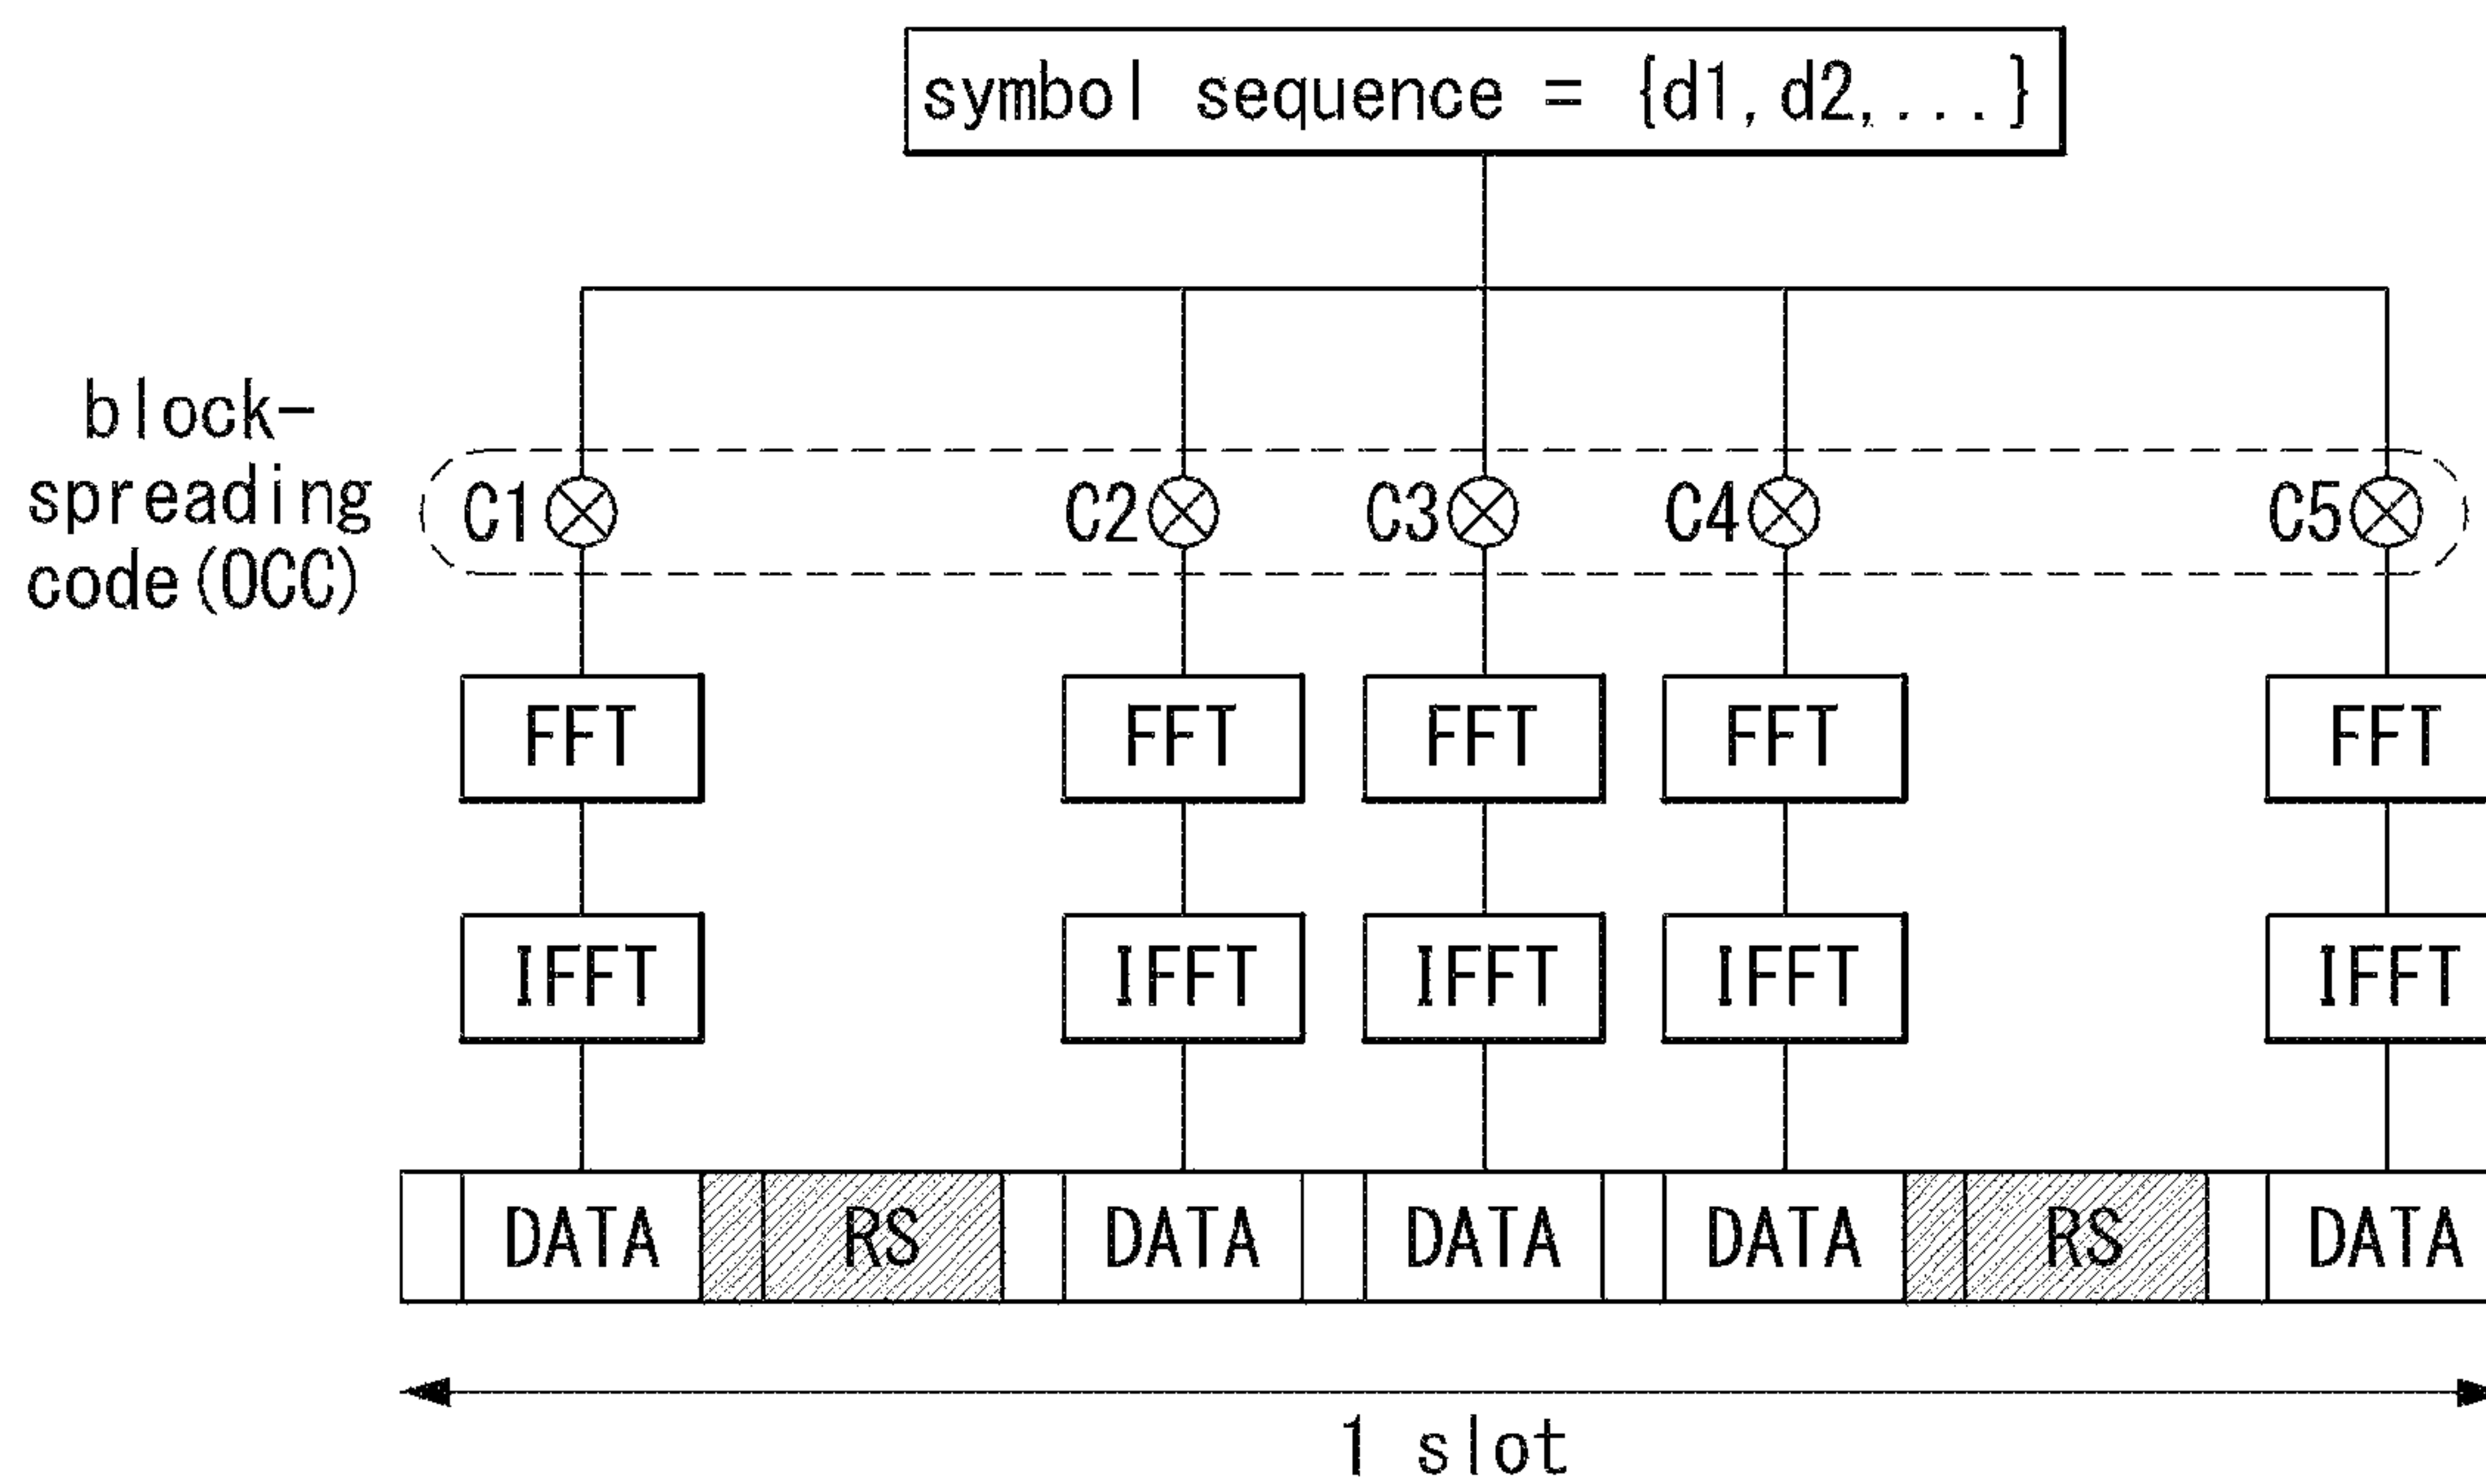 symbol sequence = {d1,d2,...}
block-
spreading
code(OCC)
C1 C2 C3 C4 C5
FFT FFT FFT FFT FFT
IFFT IFFT IFFT IFFT IFFT
DATA RS DATA DATA DATA RS DATA
1 slot